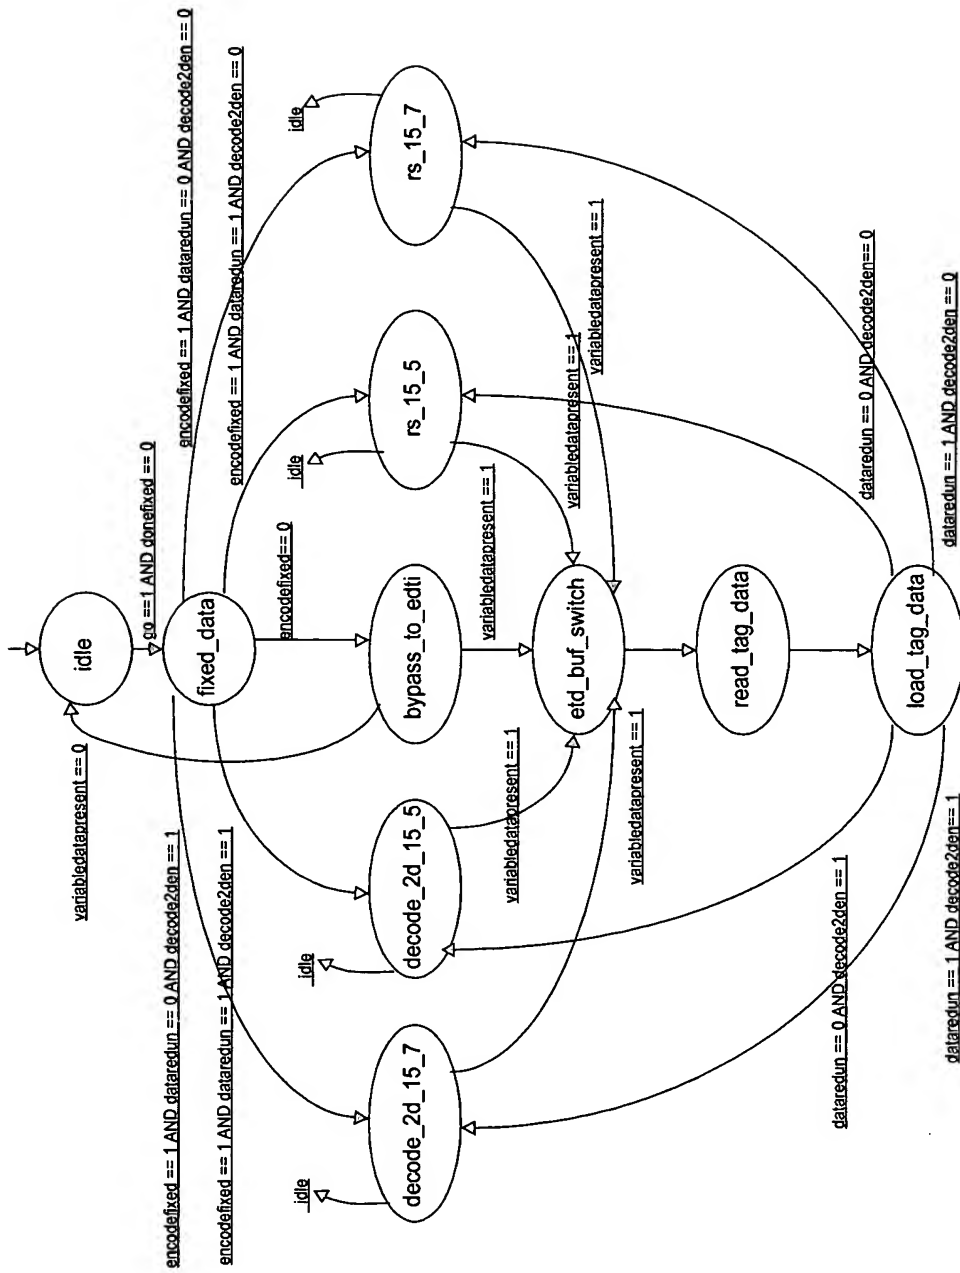 idle
go ==1 AND donefixed == 0
variabledatapresent == 0
fixed_data
encodefixed == 1 AND dataredun == 0 AND decode2den == 1
encodefixed == 1 AND dataredun == 0 AND decode2den == 0
encodefixed == 1 AND dataredun == 1 AND decode2den == 1
encodefixed == 1 AND dataredun == 1 AND decode2den == 0
encodefixed== 0
idle
idle
idle
idle
decode_2d_15_7
decode_2d_15_5
bypass_to_edti
rs_15_5
rs_15_7
variabledatapresent == 1
variabledatapresent == 1
variabledatapresent == 1
variabledatapresent == 1
variabledatapresent == 1
etd_buf_switch
read_tag_data
dataredun == 0 AND decode2den == 1
dataredun == 0 AND decode2den== 0
load_tag_data
dataredun == 1 AND decode2den== 1
dataredun == 1 AND decode2den == 0